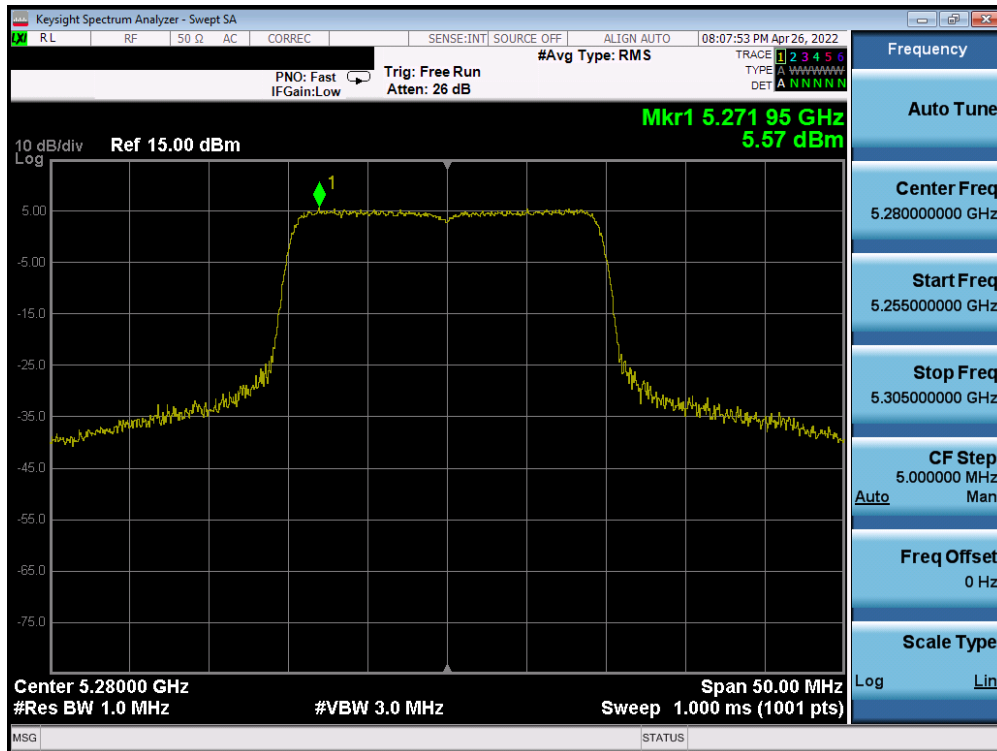 Keysight Spectrum Analyzer - Swept SA
LXI RL RF 50 Ω AC CORREC SENSE:INT SOURCE OFF ALIGN AUTO 08:07:53 PM Apr 26, 2022
#Avg Type: RMS
TRACE 1 2 3 4 5 6
TYPE A WWWWW
DET A N N N N N
PNO: Fast
IFGain:Low
Trig: Free Run
Atten: 26 dB
Mkr1 5.271 95 GHz
5.57 dBm
10 dB/div
Log
Ref 15.00 dBm
1
5.00
-5.00
-15.0
-25.0
-35.0
-45.0
-55.0
-65.0
-75.0
Center 5.28000 GHz
Span 50.00 MHz
#Res BW 1.0 MHz
#VBW 3.0 MHz
Sweep 1.000 ms (1001 pts)
MSG
STATUS
Frequency
Auto Tune
Center Freq
5.280000000 GHz
Start Freq
5.255000000 GHz
Stop Freq
5.305000000 GHz
CF Step
5.000000 MHz
Auto Man
Freq Offset
0 Hz
Scale Type
Log Lin